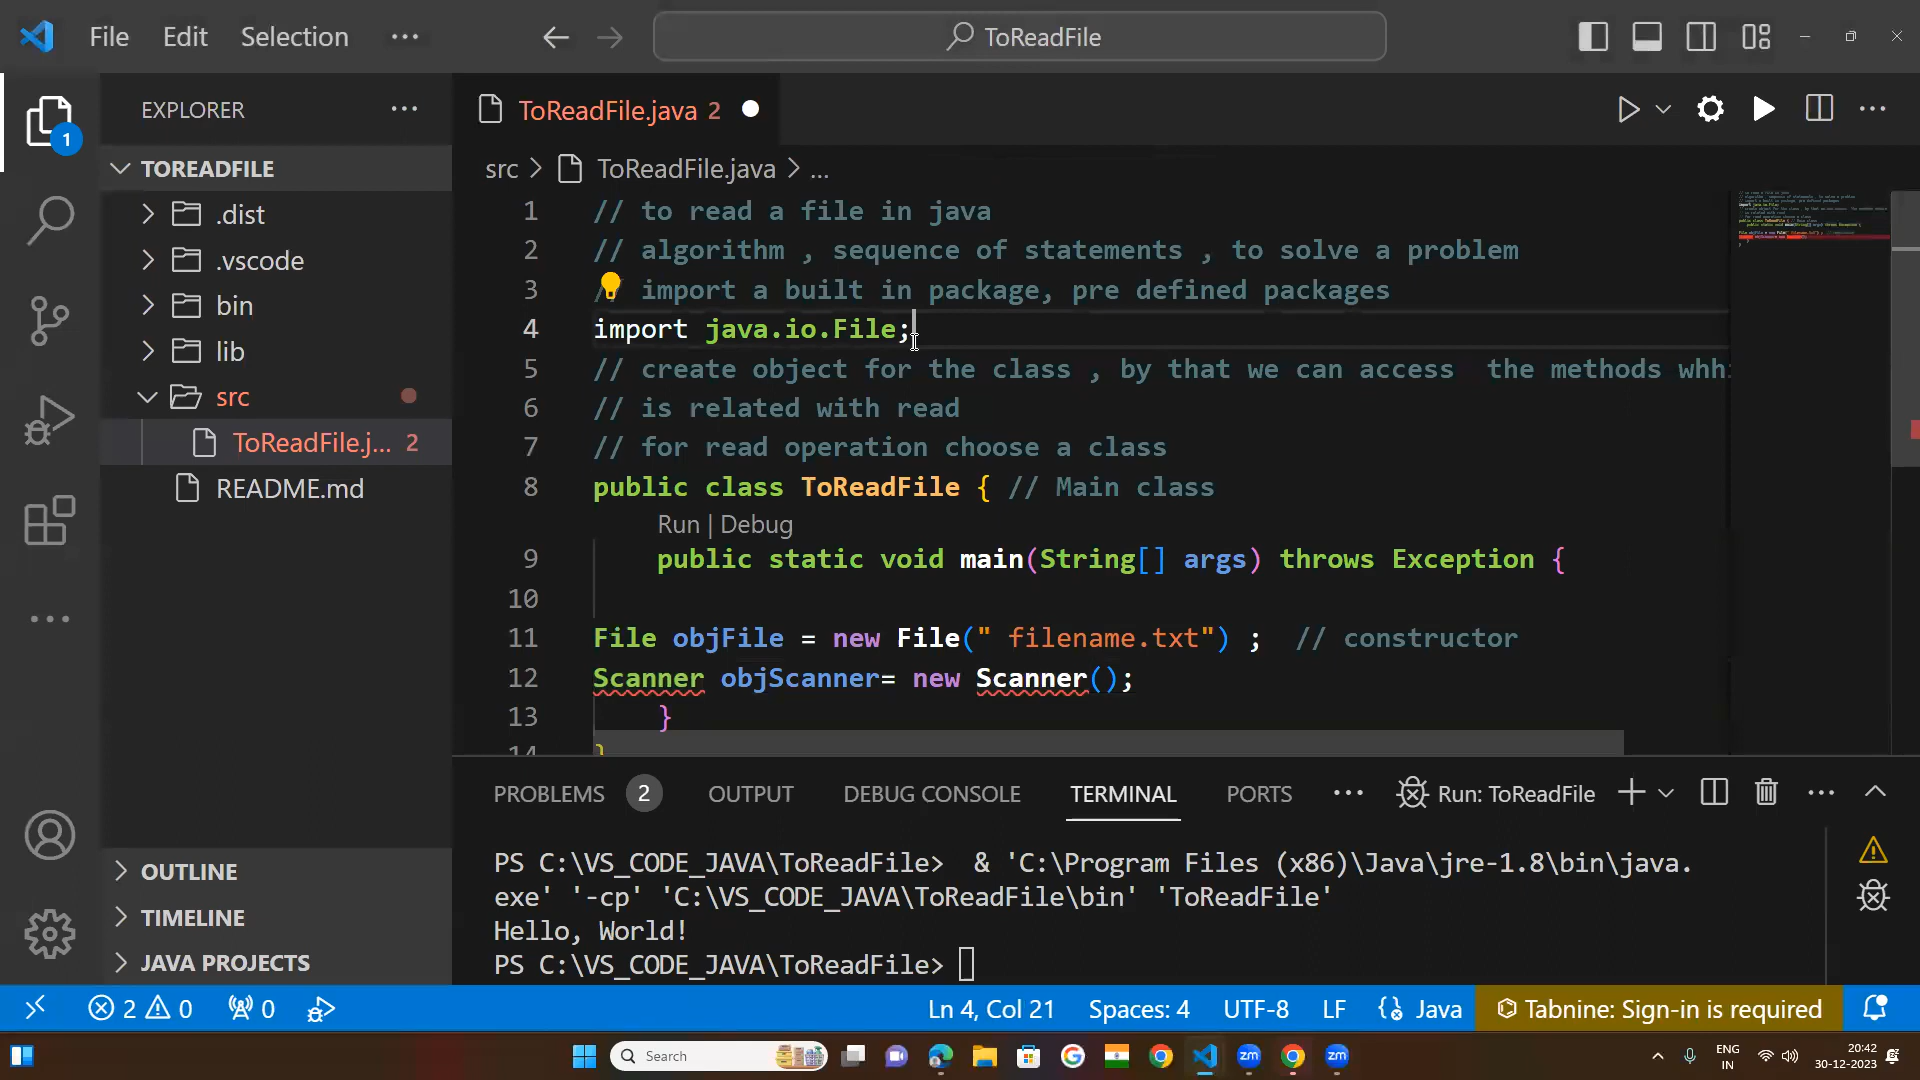 File Edit Selection ··· ToReadFile
EXPLORER ···
ToReadFile.java 2
TOREADFILE
src > ToReadFile.java > ...
.dist
.vscode
bin
lib
src
ToReadFile.j... 2
README.md
1 // to read a file in java
2 // algorithm , sequence of statements , to solve a problem
3 // import a built in package, pre defined packages
4 import java.io.File;
5 // create object for the class , by that we can access  the methods whh
6 // is related with read
7 // for read operation choose a class
8 public class ToReadFile { // Main class
Run | Debug
9 public static void main(String[] args) throws Exception {
10
11 File objFile = new File(" filename.txt") ;  // constructor
12 Scanner objScanner= new Scanner();
13 }
14 }
OUTLINE
TIMELINE
JAVA PROJECTS
PROBLEMS 2 OUTPUT DEBUG CONSOLE TERMINAL PORTS ··· Run: ToReadFile
PS C:\VS_CODE_JAVA\ToReadFile>  & 'C:\Program Files (x86)\Java\jre-1.8\bin\java.
exe' '-cp' 'C:\VS_CODE_JAVA\ToReadFile\bin' 'ToReadFile'
Hello, World!
PS C:\VS_CODE_JAVA\ToReadFile>
2 0 0 Ln 4, Col 21 Spaces: 4 UTF-8 LF Java Tabnine: Sign-in is required
Search zm zm ENG IN 20:42 30-12-2023